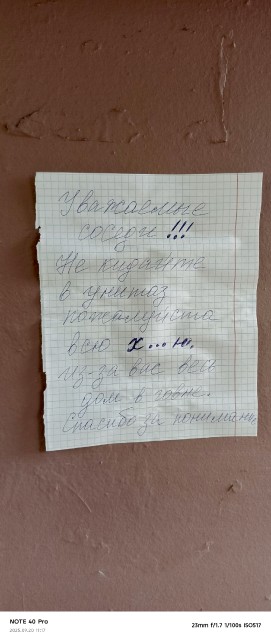 Уважаемые
соседи !!!
Не кидайте
в унитаз
пожалуйста
всю х...ню.
Из-за вас весь
дом в говне.
Спасибо за понимание.
NOTE 40 Pro
23mm f/1.7 1/100s ISO517